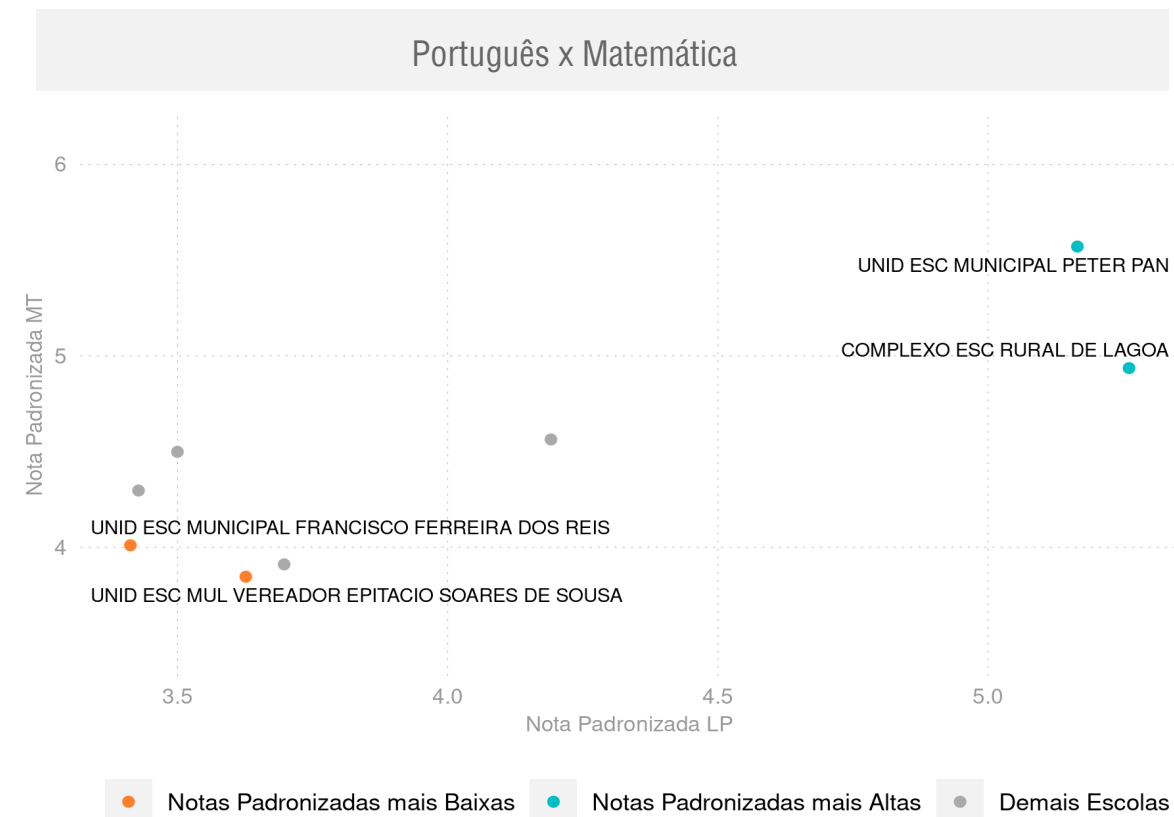 Português x Matemática
6
UNID ESC MUNICIPAL PETER PAN
5
COMPLEXO ESC RURAL DE LAGOA
Nota Padronizada MT
UNID ESC MUNICIPAL FRANCISCO FERREIRA DOS REIS
4
UNID ESC MUL VEREADOR EPITACIO SOARES DE SOUSA
3.5 4.0 4.5 5.0
Nota Padronizada LP
Notas Padronizadas mais Baixas Notas Padronizadas mais Altas Demais Escolas